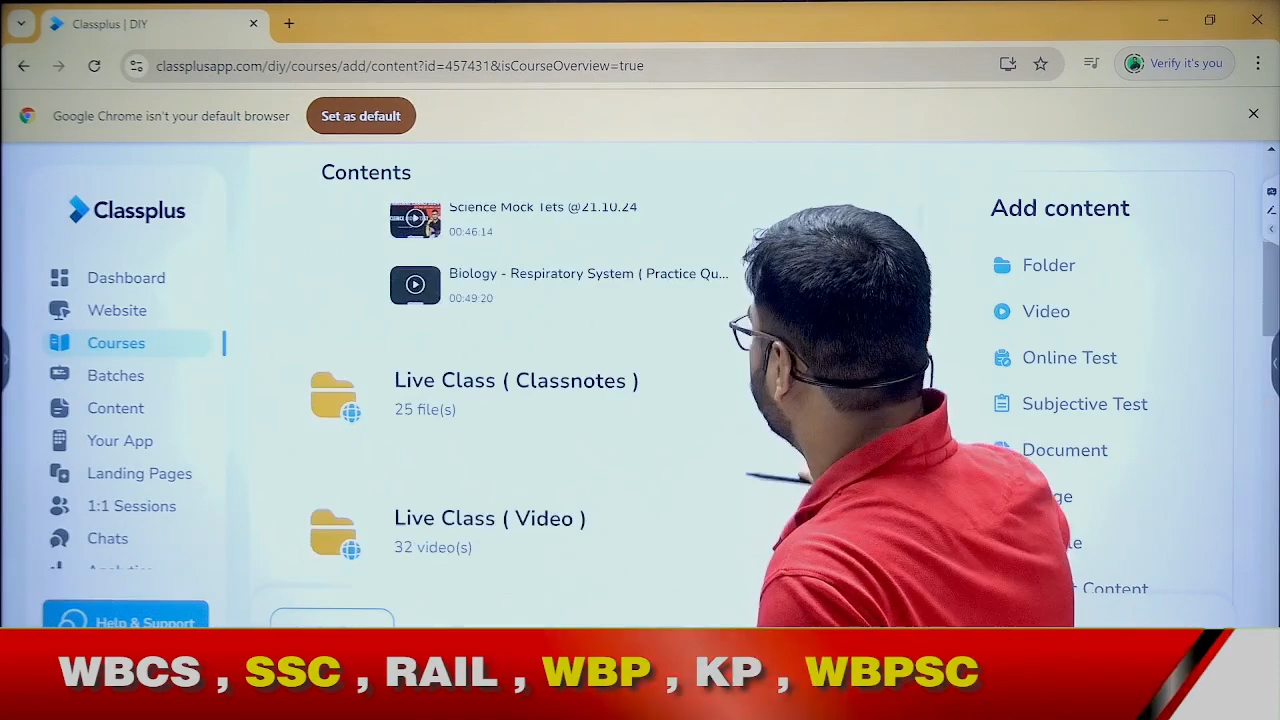 Classplus | DIY
classplusapp.com/diy/courses/add/content?id=457431&isCourseOverview=true
Verify it's you
Google Chrome isn't your default browser
Set as default
Classplus
Dashboard
Website
Courses
Batches
Content
Your App
Landing Pages
1:1 Sessions
Chats
Analytics
Help & Support
Contents
Science Mock Tets @21.10.24
00:46:14
Biology - Respiratory System ( Practice Qu...
00:49:20
Live Class ( Classnotes )
25 file(s)
Live Class ( Video )
32 video(s)
Add content
Folder
Video
Online Test
Subjective Test
Document
Content
WBCS , SSC , RAIL , WBP , KP , WBPSC